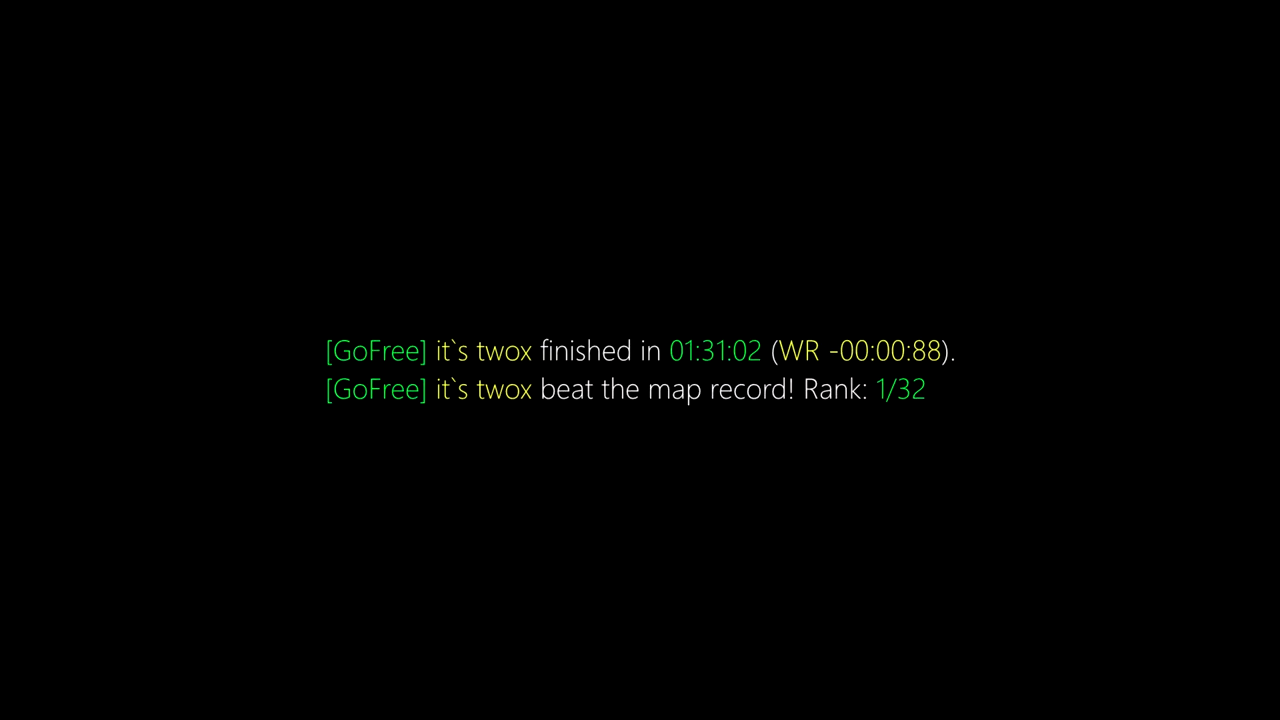 [GoFree] it`s twox finished in 01:31:02 (WR -00:00:88).
[GoFree] it`s twox beat the map record! Rank: 1/32